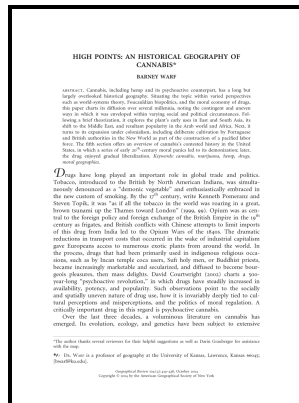 HIGH POINTS: AN HISTORICAL GEOGRAPHY OF
CANNABIS*
BARNEY WARF
ABSTRACT. Cannabis, including hemp and its psychoactive counterpart, has a long but
largely overlooked historical geography. Situating the topic within varied perspectives
such as world-systems theory, Foucauldian biopolitics, and the moral economy of drugs,
this paper charts its diffusion over several millennia, noting the contingent and uneven
ways in which it was enveloped within varying social and political circumstances. Fol-
lowing a brief theorization, it explores the plant's early uses in East and South Asia, its
shift to the Middle East, and resultant popularity in the Arab world and Africa. Next, it
turns to its expansion under colonialism, including deliberate cultivation by Portuguese
and British authorities in the New World as part of the construction of a pacified labor
force. The fifth section offers an overview of cannabis's contested history in the United
States, in which a series of early 20th-century moral panics led to its demonization; later,
the drug enjoyed gradual liberalization. Keywords: cannabis, marijuana, hemp, drugs,
moral geographies.
Drugs have long played an important role in global trade and politics.
Tobacco, introduced to the British by North American Indians, was simulta-
neously denounced as a "demonic vegetable" and enthusiastically embraced in
the new custom of smoking. By the 17th century, write Kenneth Pomeranz and
Steven Topik, it was "as if all the tobacco in the world was roaring in a great,
brown tsunami up the Thames toward London" (1999, 99). Opium was as cen-
tral to the foreign policy and foreign exchange of the British Empire in the 19th
century as frigates, and British conflicts with Chinese attempts to limit imports
of this drug from India led to the Opium Wars of the 1840s. The dramatic
reductions in transport costs that occurred in the wake of industrial capitalism
gave Europeans access to numerous exotic plants from around the world. In
the process, drugs that had been primarily used in indigenous religious occa-
sions, such as by Incan temple coca users, Sufi holy men, or Buddhist priests,
became increasingly marketable and secularized, and diffused to become bour-
geois pleasures, then mass delights. David Courtwright (2002) charts a 500-
year-long "psychoactive revolution," in which drugs have steadily increased in
availability, potency, and popularity. Such observations point to the socially
and spatially uneven nature of drug use, how it is invariably deeply tied to cul-
tural perceptions and misperceptions, and the politics of moral regulation. A
critically important drug in this regard is psychoactive cannabis.
Over the last three decades, a voluminous literature on cannabis has
emerged. Its evolution, ecology, and genetics have been subject to extensive
*The author thanks several reviewers for their helpful suggestions as well as Darin Grauberger for assistance
with the map.
DR. WARF is a professor of geography at the University of Kansas, Lawrence, Kansas 66045;
[bwarf@ku.edu].
Geographical Review
Copyright © 2014 by the American Geographical Society of New York